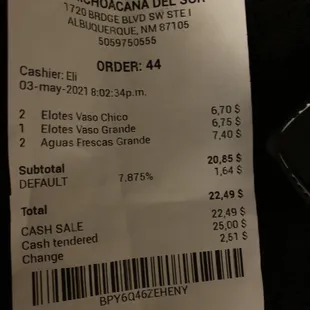 MICHOACANA DEL SUR
1720 BRDGE BLVD SW STE I
ALBUQUERQUE, NM 87105
5059750555
ORDER: 44
Cashier: Eli
03-may-2021 8:02:34p.m.
2 Elotes Vaso Chico 6,70 $
1 Elotes Vaso Grande 6,75 $
2 Aguas Frescas Grande 7,40 $
Subtotal 20,85 $
DEFAULT 7.875% 1,64 $
22,49 $
Total 22,49 $
CASH SALE 25,00 $
Cash tendered 2,51 $
Change
BPY6Q46ZEHENY